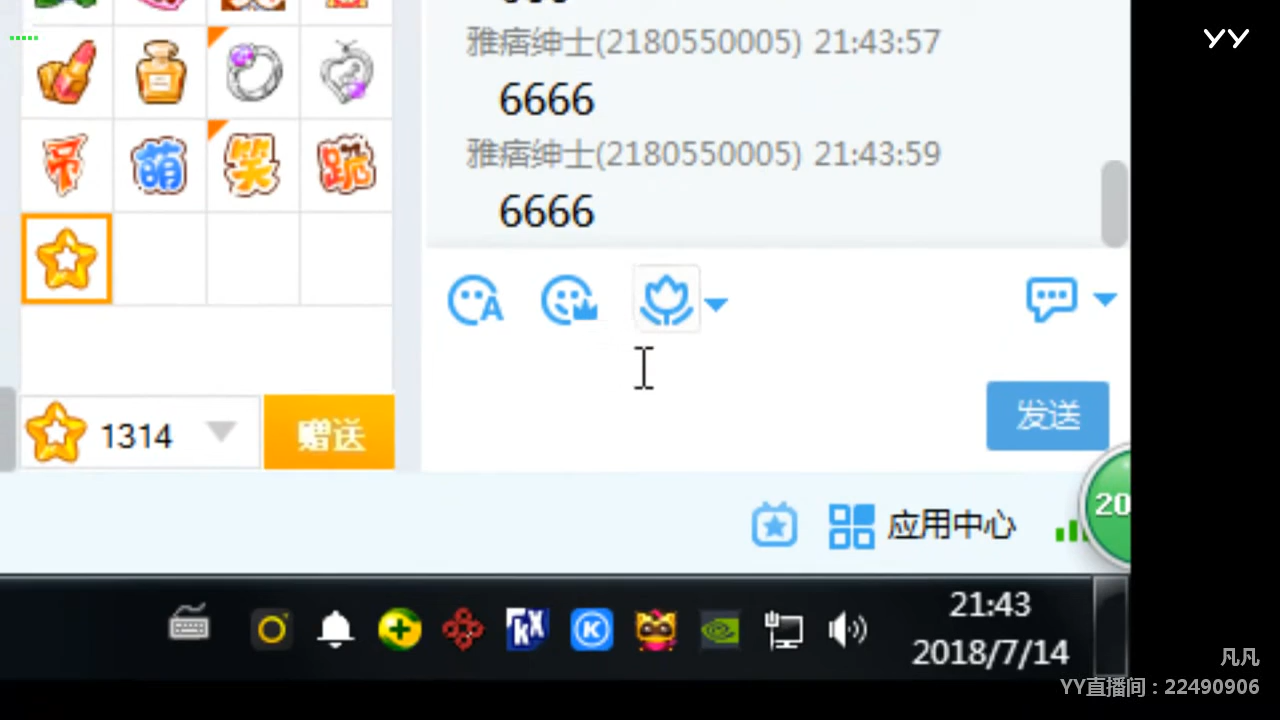 YY
雅痞绅士(2180550005) 21:43:57
6666
雅痞绅士(2180550005) 21:43:59
6666
吊
萌
笑
跪
A
1314
赠送
发送
应用中心
20
21:43
2018/7/14
凡凡
YY直播间：22490906